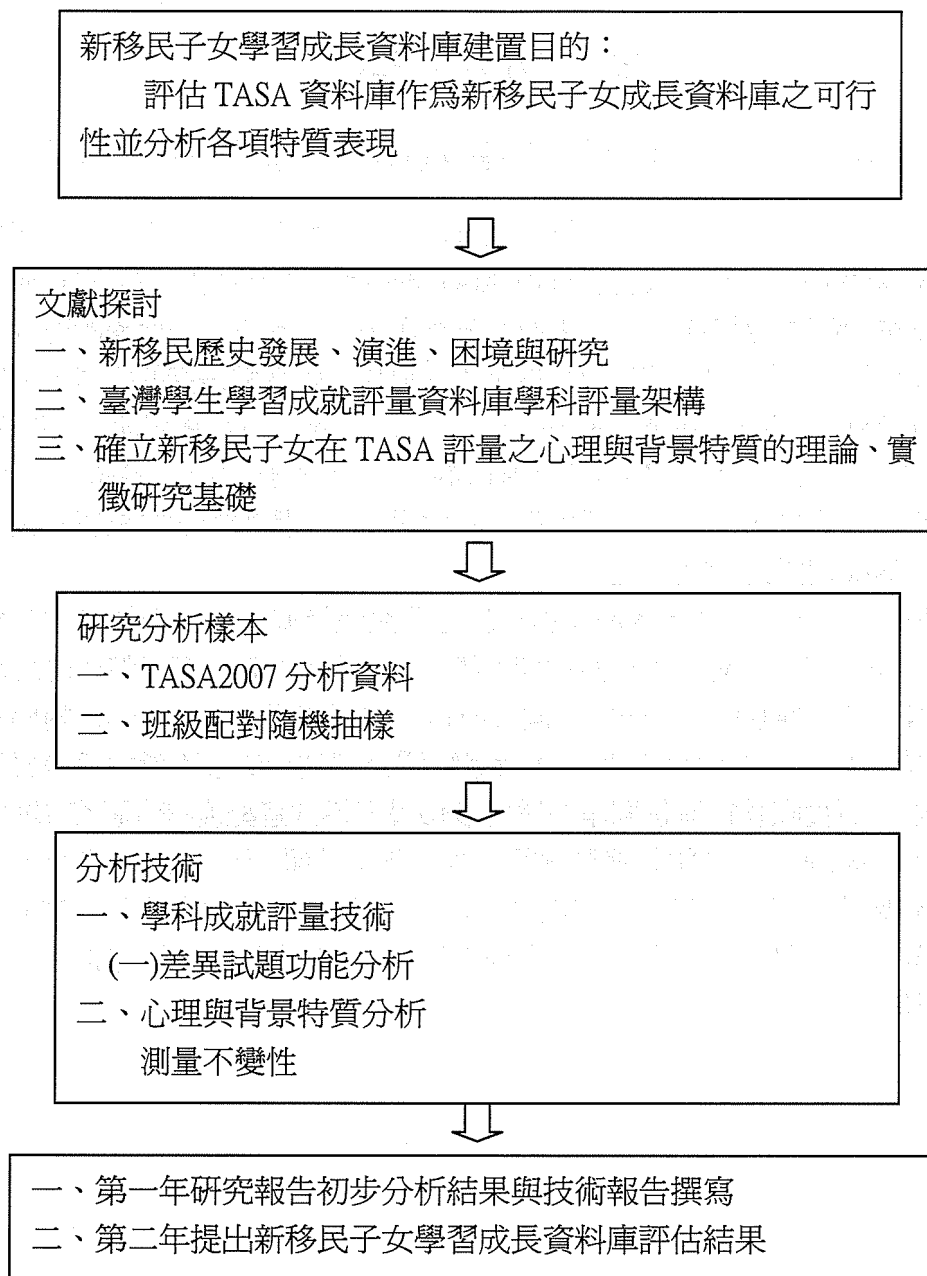 新移民子女學習成長資料庫建置目的：
評估 TASA 資料庫作爲新移民子女成長資料庫之可行
性並分析各項特質表現
文獻探討
一、新移民歷史發展、演進、困境與研究
二、臺灣學生學習成就評量資料庫學科評量架構
三、確立新移民子女在 TASA 評量之心理與背景特質的理論、實
徵研究基礎
研究分析樣本
一、TASA2007 分析資料
二、班級配對隨機抽樣
分析技術
一、學科成就評量技術
(一)差異試題功能分析
二、心理與背景特質分析
測量不變性
一、第一年研究報告初步分析結果與技術報告撰寫
二、第二年提出新移民子女學習成長資料庫評估結果